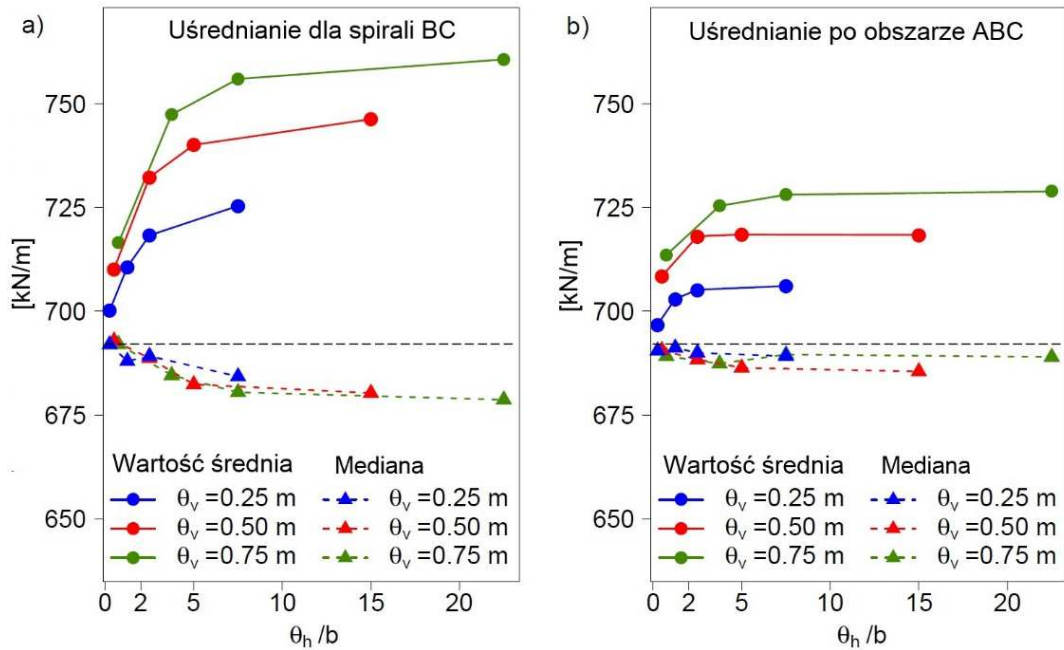 a) Uśrednianie dla spirali BC
[kN/m]
750
725
700
675
650
Wartość średnia Mediana
θv =0.25 m θv =0.25 m
θv =0.50 m θv =0.50 m
θv =0.75 m θv =0.75 m
0 2 5 10 15 20
θh /b
b) Uśrednianie po obszarze ABC
[kN/m]
750
725
700
675
650
Wartość średnia Mediana
θv =0.25 m θv =0.25 m
θv =0.50 m θv =0.50 m
θv =0.75 m θv =0.75 m
0 2 5 10 15 20
θh /b